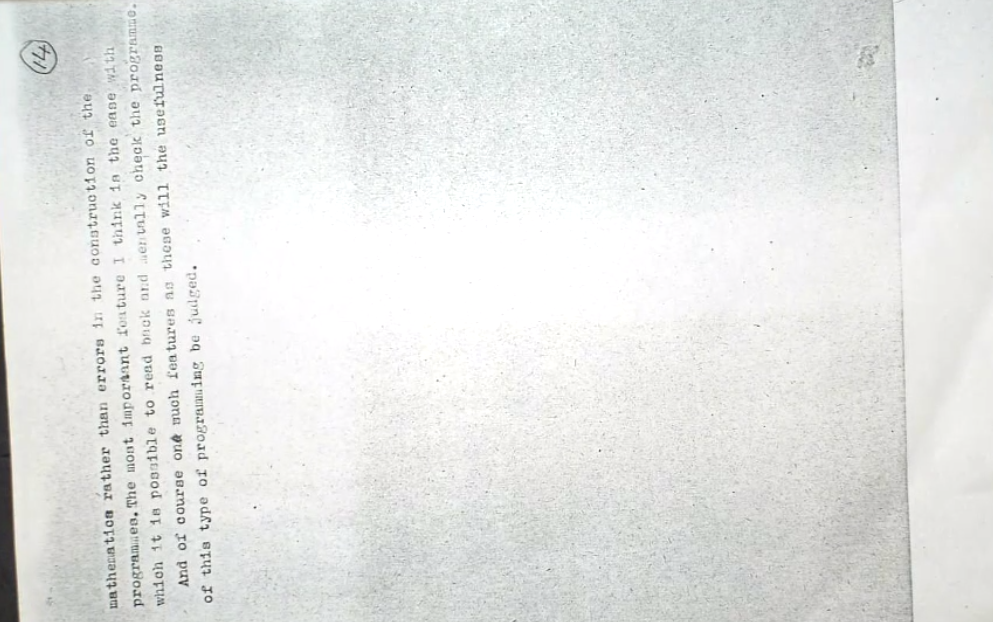 14
mathematics rather than errors in the construction of the
programmes.The most important feature I think is the ease with
which it is possible to read back and mentally check the programme.
And of course on such features as these will the usefulness
of this type of programming be judged.